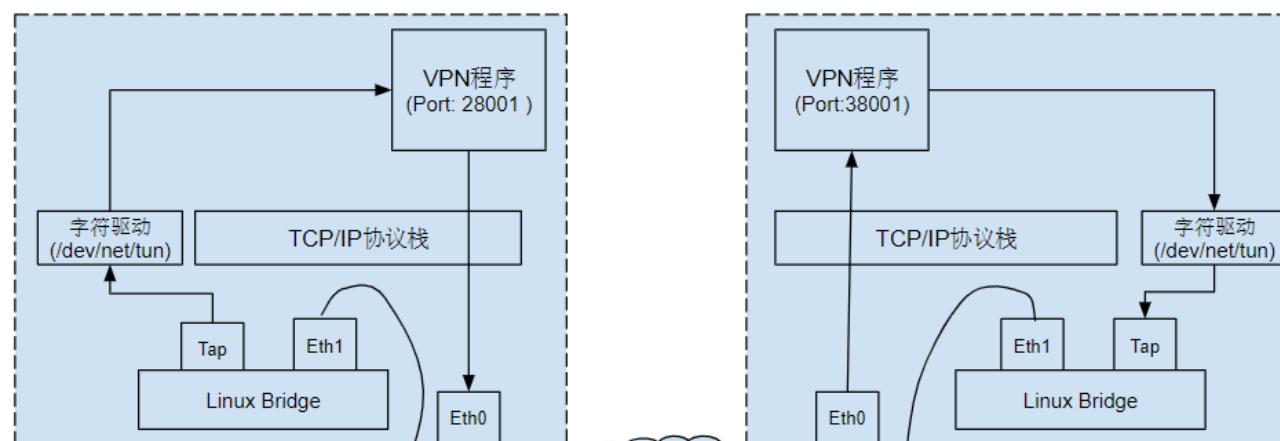 VPN程序
(Port: 28001 )
字符驱动
(/dev/net/tun)
TCP/IP协议栈
Tap
Eth1
Linux Bridge
Eth0
VPN程序
(Port:38001)
TCP/IP协议栈
字符驱动
(/dev/net/tun)
Eth1
Tap
Linux Bridge
Eth0